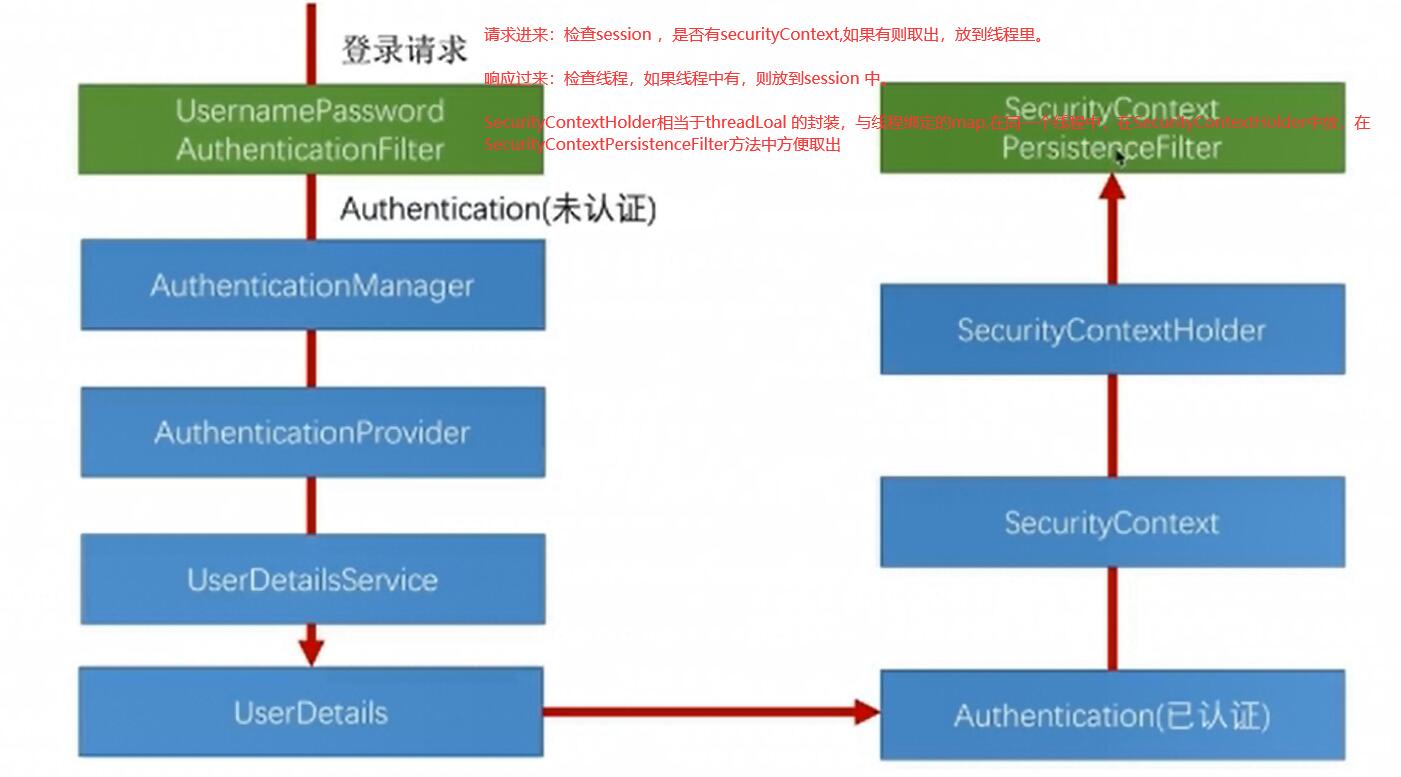 登录请求
请求进来：检查session ，是否有securityContext,如果有则取出，放到线程里。
响应过来：检查线程，如果线程中有，则放到session 中。
SecurityContextHolder相当于threadLoal 的封装，与线程绑定的map,在同一个线程中，在SecurityContextHolder中放，在
SecurityContextPersistenceFilter方法中方便取出
UsernamePassword
AuthenticationFilter
Authentication(未认证)
AuthenticationManager
AuthenticationProvider
UserDetailsService
UserDetails
SecurityContext
PersistenceFilter
SecurityContextHolder
SecurityContext
Authentication(已认证)